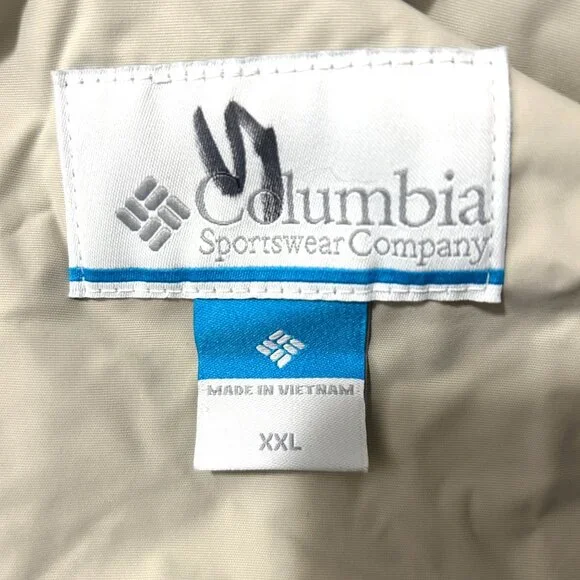 Columbia
Sportswear Company
MADE IN VIETNAM
XXL